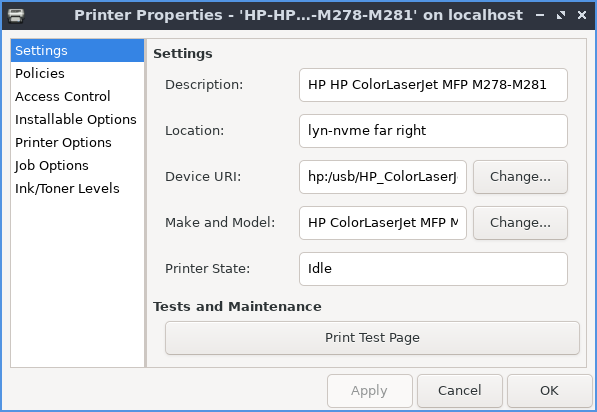 Printer Properties - 'HP-HP...-M278-M281' on localhost
Settings
Policies
Access Control
Installable Options
Printer Options
Job Options
Ink/Toner Levels
Settings
Description: HP HP ColorLaserJet MFP M278-M281
Location: lyn-nvme far right
Device URI: hp:/usb/HP_ColorLaserJ Change...
Make and Model: HP ColorLaserJet MFP M Change...
Printer State: Idle
Tests and Maintenance
Print Test Page
Apply Cancel OK